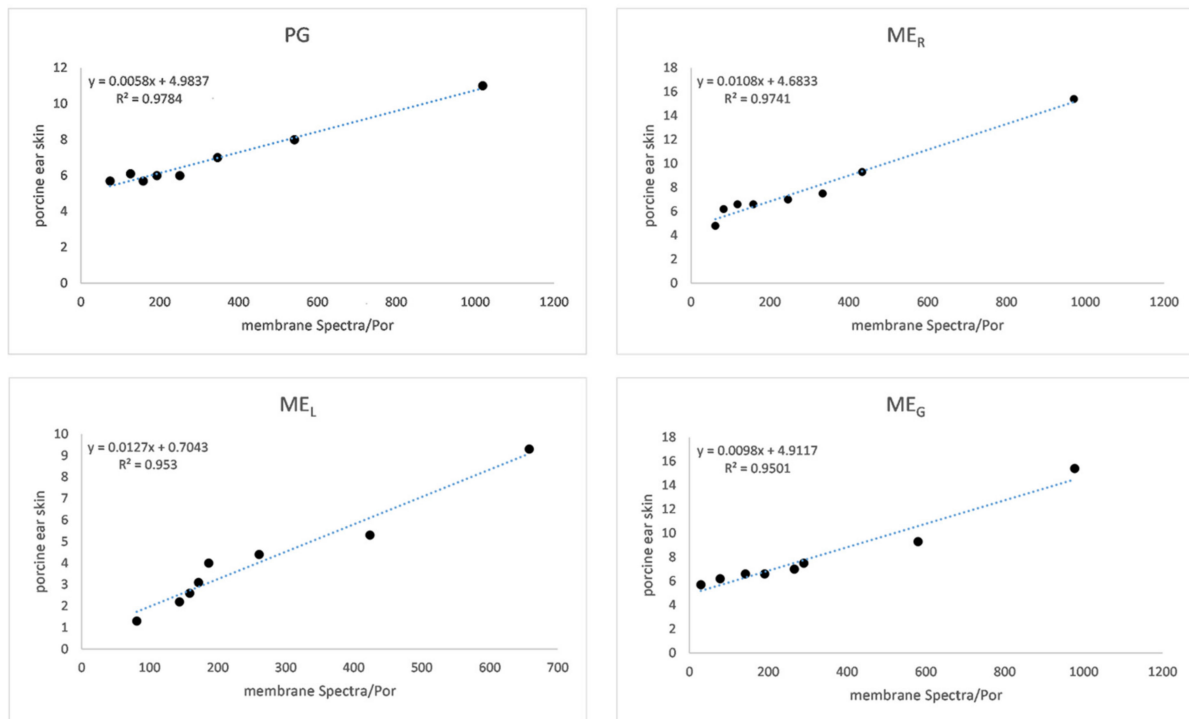 PG
y = 0.0058x + 4.9837
R² = 0.9784
12
10
8
6
4
2
0
porcine ear skin
0 200 400 600 800 1000 1200
membrane Spectra/Por
ME_R
y = 0.0108x + 4.6833
R² = 0.9741
18
16
14
12
10
8
6
4
2
0
porcine ear skin
0 200 400 600 800 1000 1200
membrane Spectra/Por
ME_L
y = 0.0127x + 0.7043
R² = 0.953
10
9
8
7
6
5
4
3
2
1
0
porcine ear skin
0 100 200 300 400 500 600 700
membrane Spectra/Por
ME_G
y = 0.0098x + 4.9117
R² = 0.9501
18
16
14
12
10
8
6
4
2
0
porcine ear skin
0 200 400 600 800 1000 1200
membrane Spectra/Por